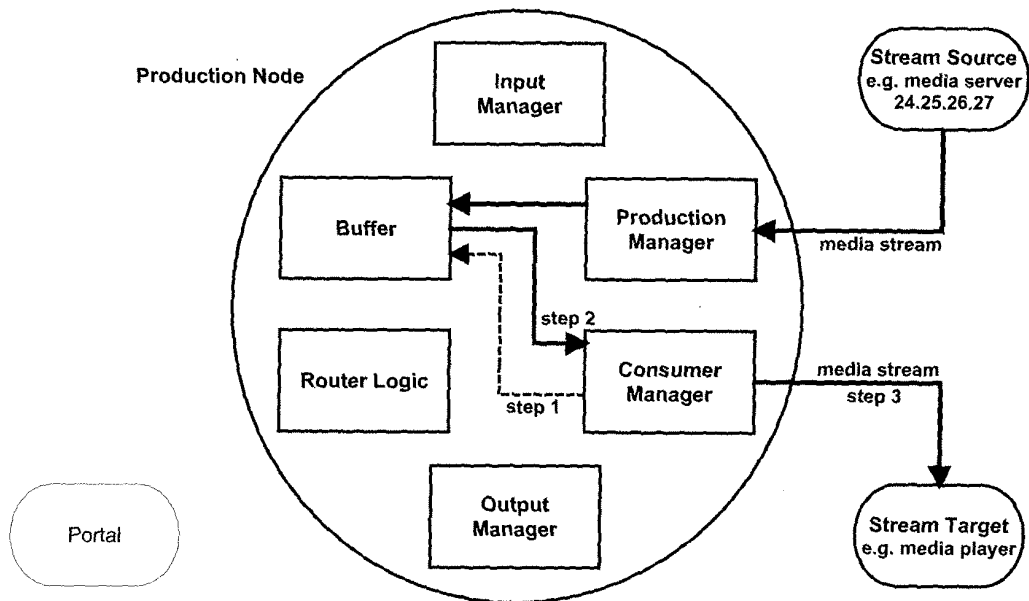 Production Node
Input
Manager
Stream Source
e.g. media server
24.25.26.27
Buffer
Production
Manager
media stream
step 2
Router Logic
step 1
Consumer
Manager
media stream
step 3
Output
Manager
Portal
Stream Target
e.g. media player